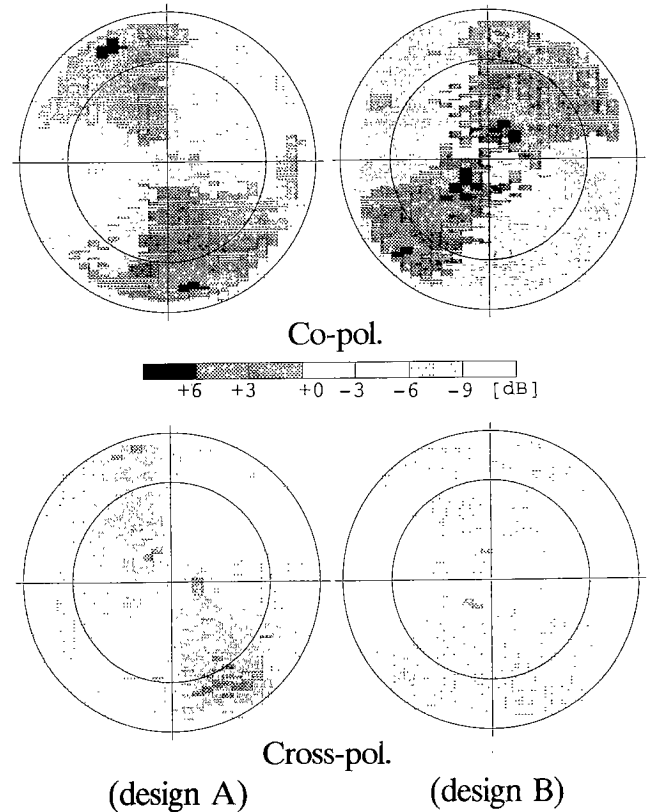 Co-pol.
+6 +3 +0 -3 -6 -9 [dB]
Cross-pol.
(design A) (design B)